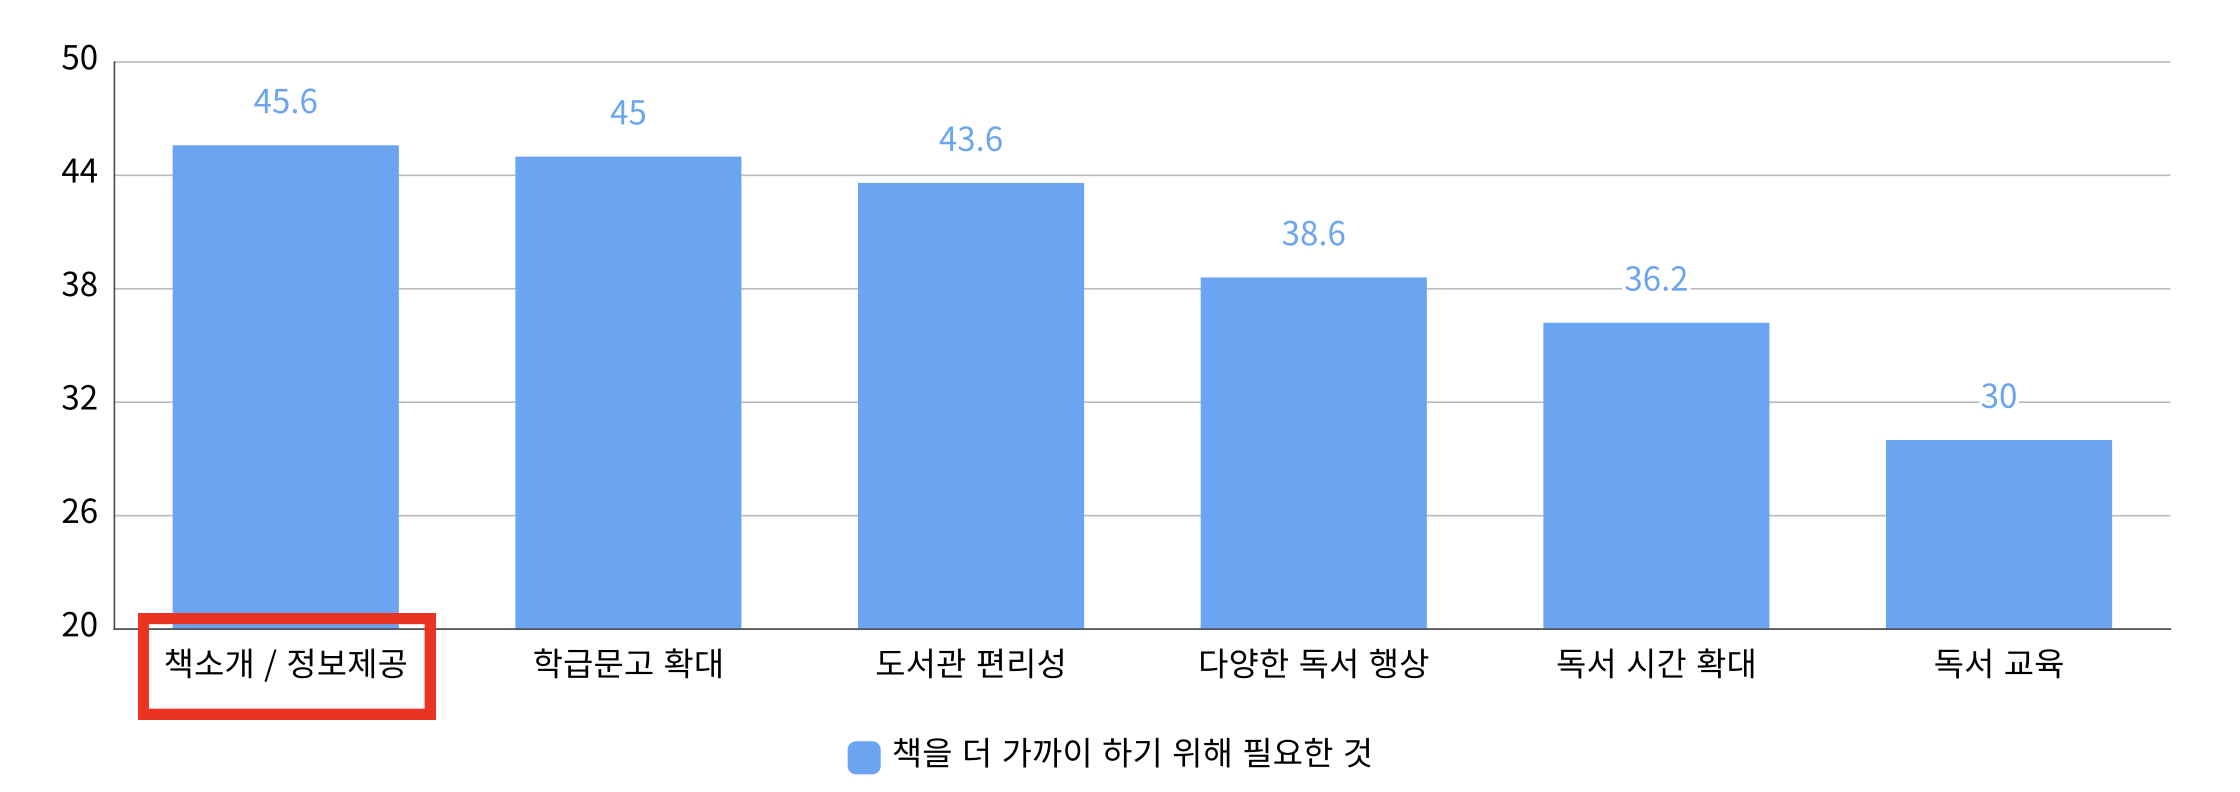 50
44
38
32
26
20
45.6
45
43.6
38.6
36.2
30
책소개 / 정보제공
학급문고 확대
도서관 편리성
다양한 독서 행상
독서 시간 확대
독서 교육
책을 더 가까이 하기 위해 필요한 것